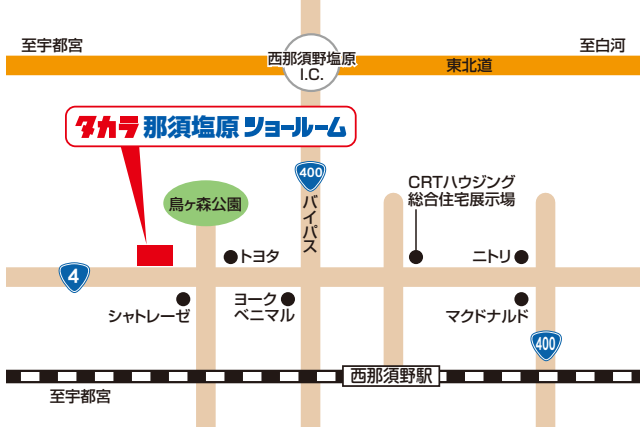 至宇都宮
至白河
西那須野塩原
I.C.
東北道
タカラ 那須塩原 ショールーム
400
バイパス
CRTハウジング
総合住宅展示場
烏ヶ森公園
トヨタ
ニトリ
4
シャトレーゼ
ヨーク
ベニマル
マクドナルド
400
西那須野駅
至宇都宮